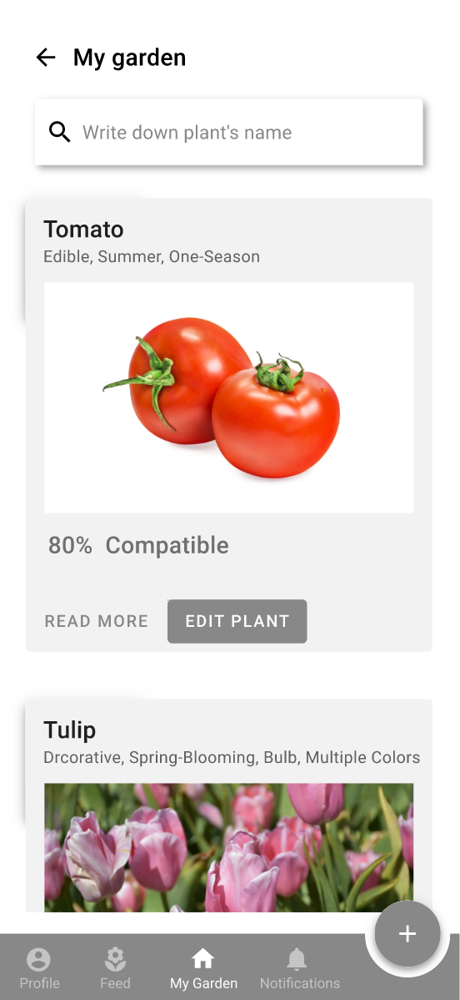 My garden
Write down plant's name
Tomato
Edible, Summer, One-Season
80% Compatible
READ MORE
EDIT PLANT
Tulip
Drcorative, Spring-Blooming, Bulb, Multiple Colors
Profile
Feed
My Garden
Notifications